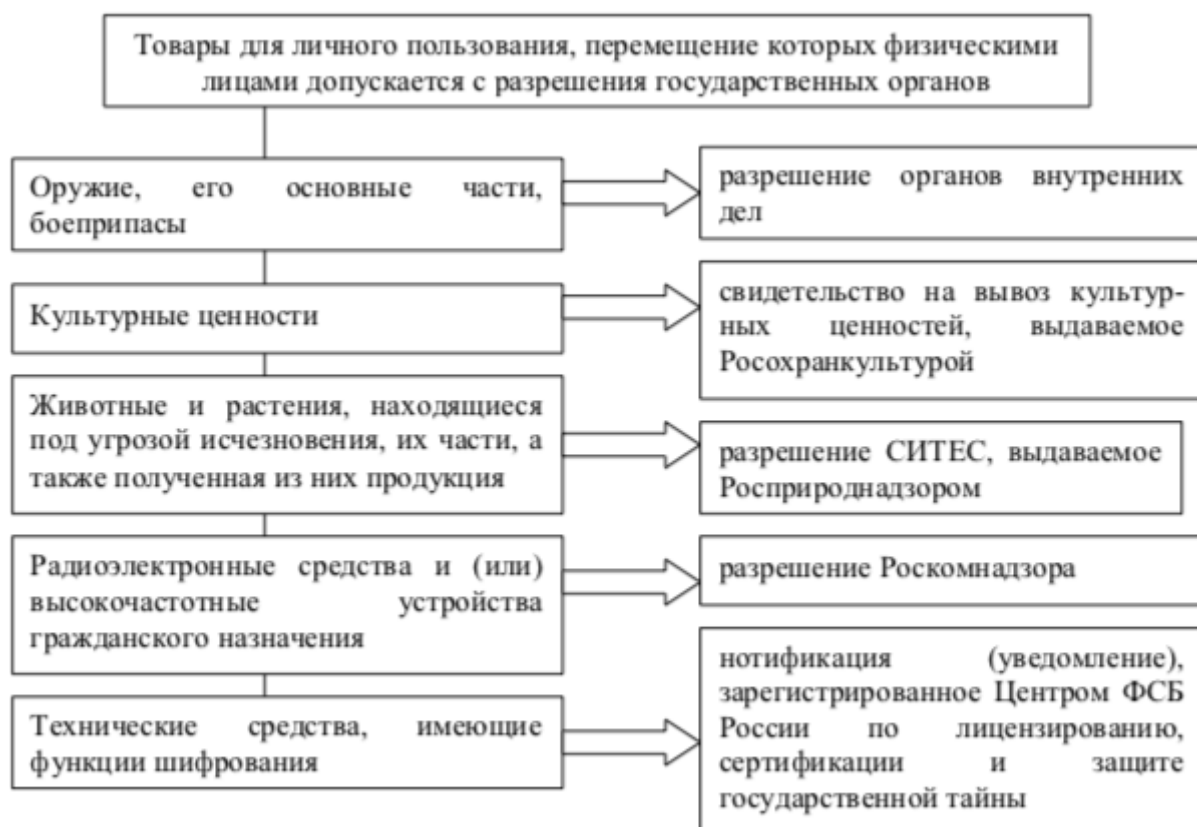 Товары для личного пользования, перемещение которых физическими
лицами допускается с разрешения государственных органов
Оружие, его основные части,
боеприпасы
разрешение органов внутренних
дел
Культурные ценности
свидетельство на вывоз культур-
ных ценностей, выдаваемое
Росохранкультурой
Животные и растения, находящиеся
под угрозой исчезновения, их части, а
также полученная из них продукция
разрешение СИТЕС, выдаваемое
Росприроднадзором
Радиоэлектронные средства и (или)
высокочастотные устройства
гражданского назначения
разрешение Роскомнадзора
Технические средства, имеющие
функции шифрования
нотификация (уведомление),
зарегистрированное Центром ФСБ
России по лицензированию,
сертификации и защите
государственной тайны